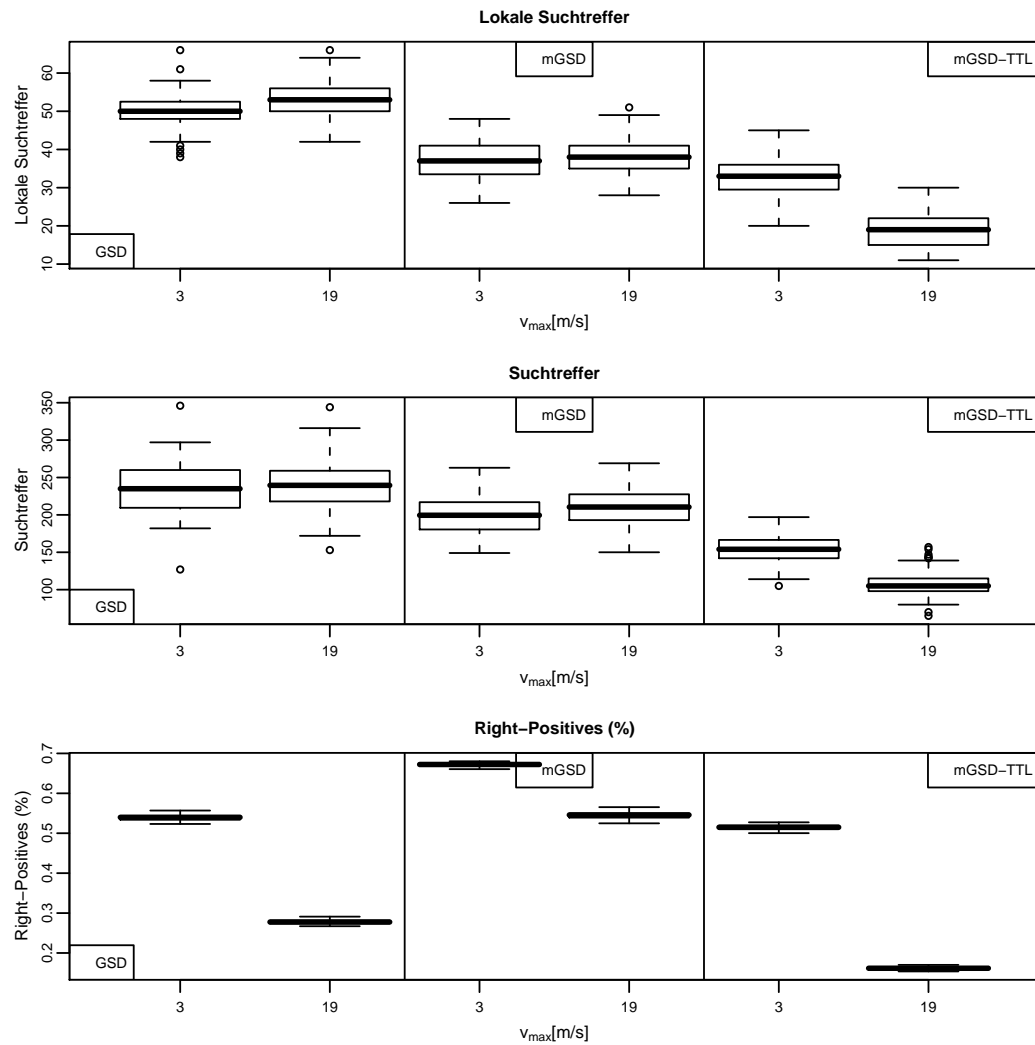 Lokale Suchtreffer
Lokale Suchtreffer
10 20 30 40 50 60
GSD
mGSD
mGSD−TTL
3 19 3 19 3 19
vmax[m/s]
Suchtreffer
Suchtreffer
100 150 200 250 300 350
GSD
mGSD
mGSD−TTL
3 19 3 19 3 19
vmax[m/s]
Right−Positives (%)
Right−Positives (%)
0.2 0.3 0.4 0.5 0.6 0.7
GSD
mGSD
mGSD−TTL
3 19 3 19 3 19
vmax[m/s]